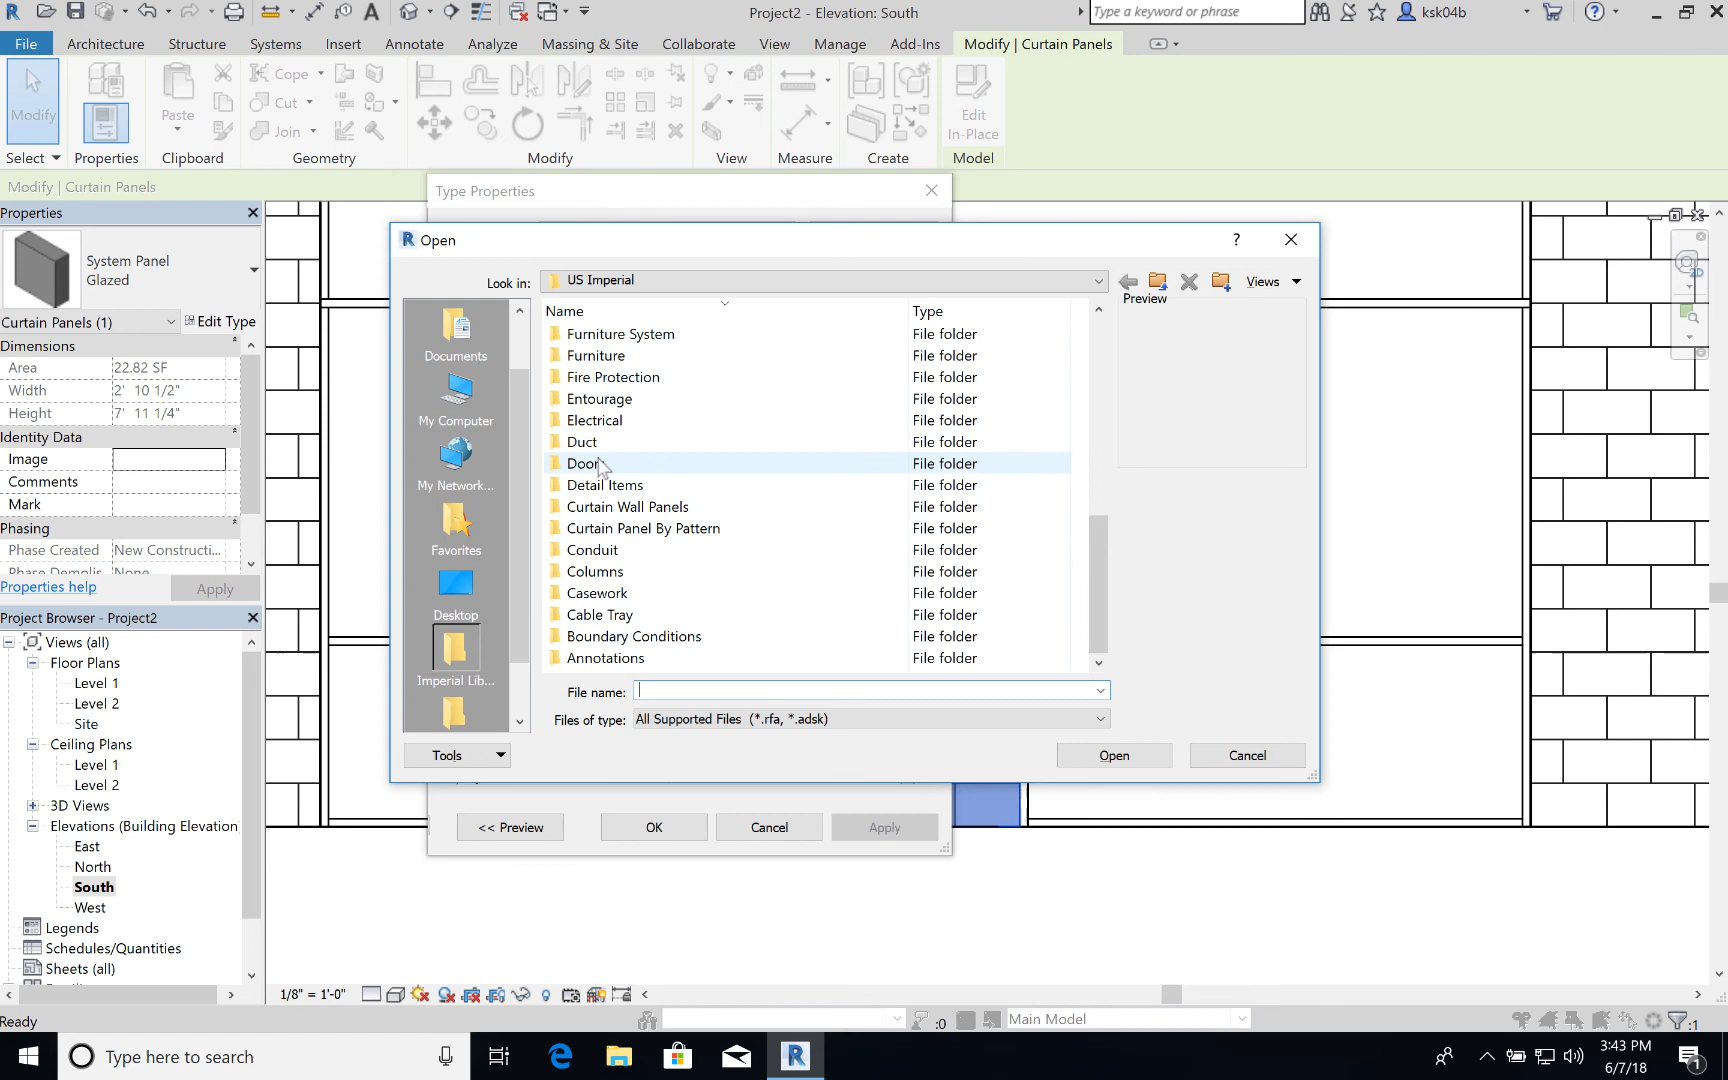 Project2 - Elevation: South
Type a keyword or phrase
ksk04b
File
Architecture
Structure
Systems
Insert
Annotate
Analyze
Massing & Site
Collaborate
View
Manage
Add-Ins
Modify | Curtain Panels
Modify
Paste
Cope
Cut
Join
Edit
In-Place
Select
Properties
Clipboard
Geometry
Modify
View
Measure
Create
Model
Modify | Curtain Panels
Properties
System Panel
Glazed
Curtain Panels (1)
Edit Type
Dimensions
Area 22.82 SF
Width 2' 10 1/2"
Height 7' 11 1/4"
Identity Data
Image
Comments
Mark
Phasing
Phase Created New Constructi...
Phase Demolis None
Properties help
Apply
Project Browser - Project2
Views (all)
Floor Plans
Level 1
Level 2
Site
Ceiling Plans
Level 1
Level 2
3D Views
Elevations (Building Elevation
East
North
South
West
Legends
Schedules/Quantities
Sheets (all)
Type Properties
Open
Look in:
US Imperial
Views
Preview
Documents
My Computer
My Network...
Favorites
Desktop
Imperial Lib...
Name Type
Furniture System File folder
Furniture File folder
Fire Protection File folder
Entourage File folder
Electrical File folder
Duct File folder
Door File folder
Detail Items File folder
Curtain Wall Panels File folder
Curtain Panel By Pattern File folder
Conduit File folder
Columns File folder
Casework File folder
Cable Tray File folder
Boundary Conditions File folder
Annotations File folder
File name:
Files of type: All Supported Files (*.rfa, *.adsk)
Tools
Open
Cancel
<< Preview
OK
Cancel
Apply
1/8" = 1'-0"
Ready
:0
Main Model
:1
Type here to search
3:43 PM
6/7/18
1